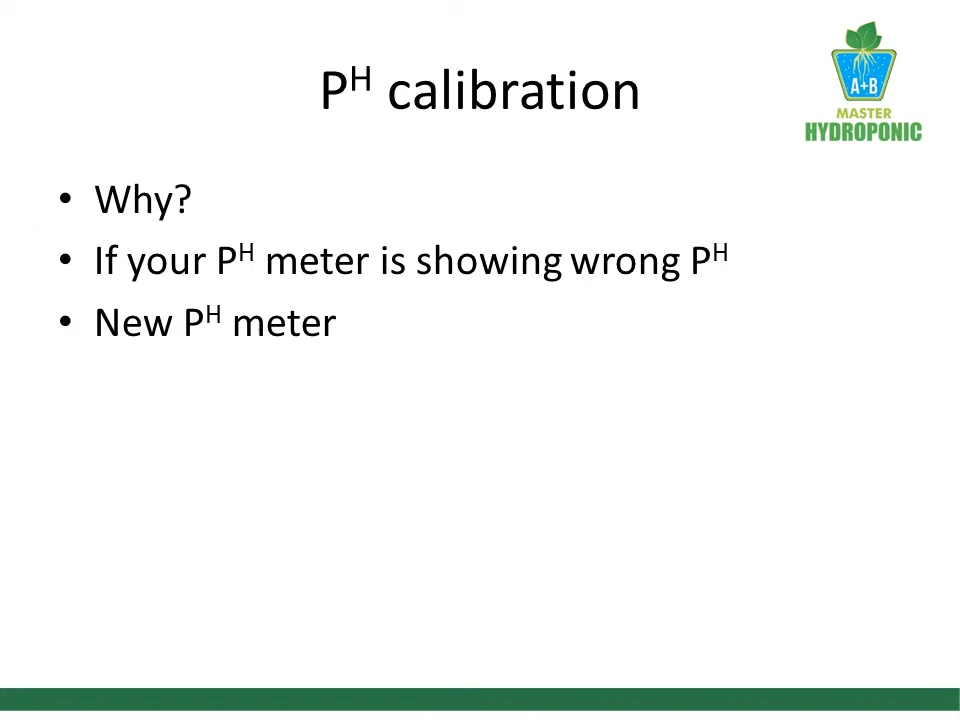 Pᴴ calibration
A+B
MASTER
HYDROPONIC
• Why?
• If your Pᴴ meter is showing wrong Pᴴ
• New Pᴴ meter